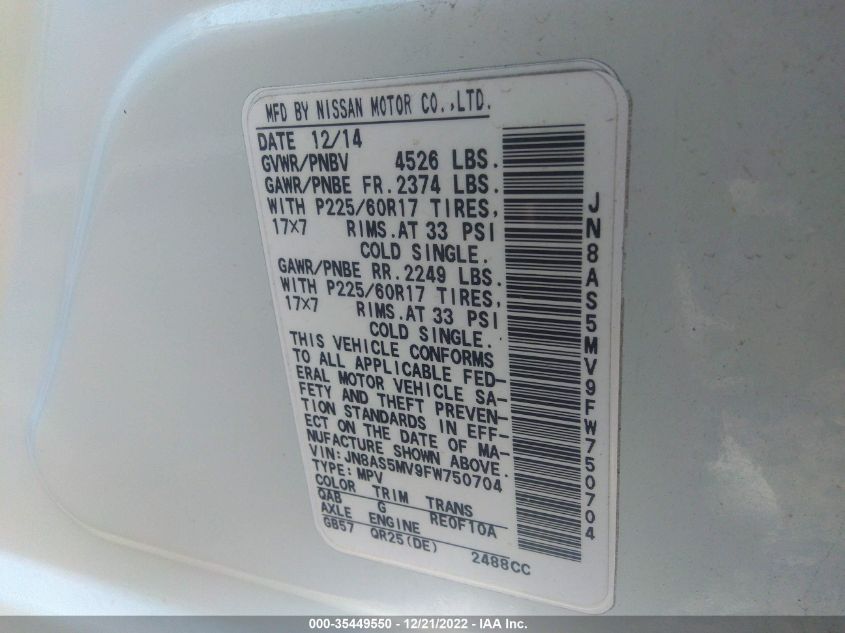 MFD BY NISSAN MOTOR CO.,LTD.
DATE 12/14
GVWR/PNBV 4526 LBS.
GAWR/PNBE FR.2374 LBS.
WITH P225/60R17 TIRES,
17X7 RIMS.AT 33 PSI
COLD SINGLE.
GAWR/PNBE RR.2249 LBS.
WITH P225/60R17 TIRES,
17X7 RIMS.AT 33 PSI
COLD SINGLE.
THIS VEHICLE CONFORMS
TO ALL APPLICABLE FED-
ERAL MOTOR VEHICLE SA-
FETY AND THEFT PREVEN-
TION STANDARDS IN EFF-
ECT ON THE DATE OF MA-
NUFACTURE SHOWN ABOVE.
VIN:JN8AS5MV9FW750704
TYPE:MPV
COLOR TRIM TRANS
QAB G RE0F10A
AXLE ENGINE
GB57 QR25(DE) 2488CC
JN8AS5MV9FW750704
000-35449550 - 12/21/2022 - IAA Inc.